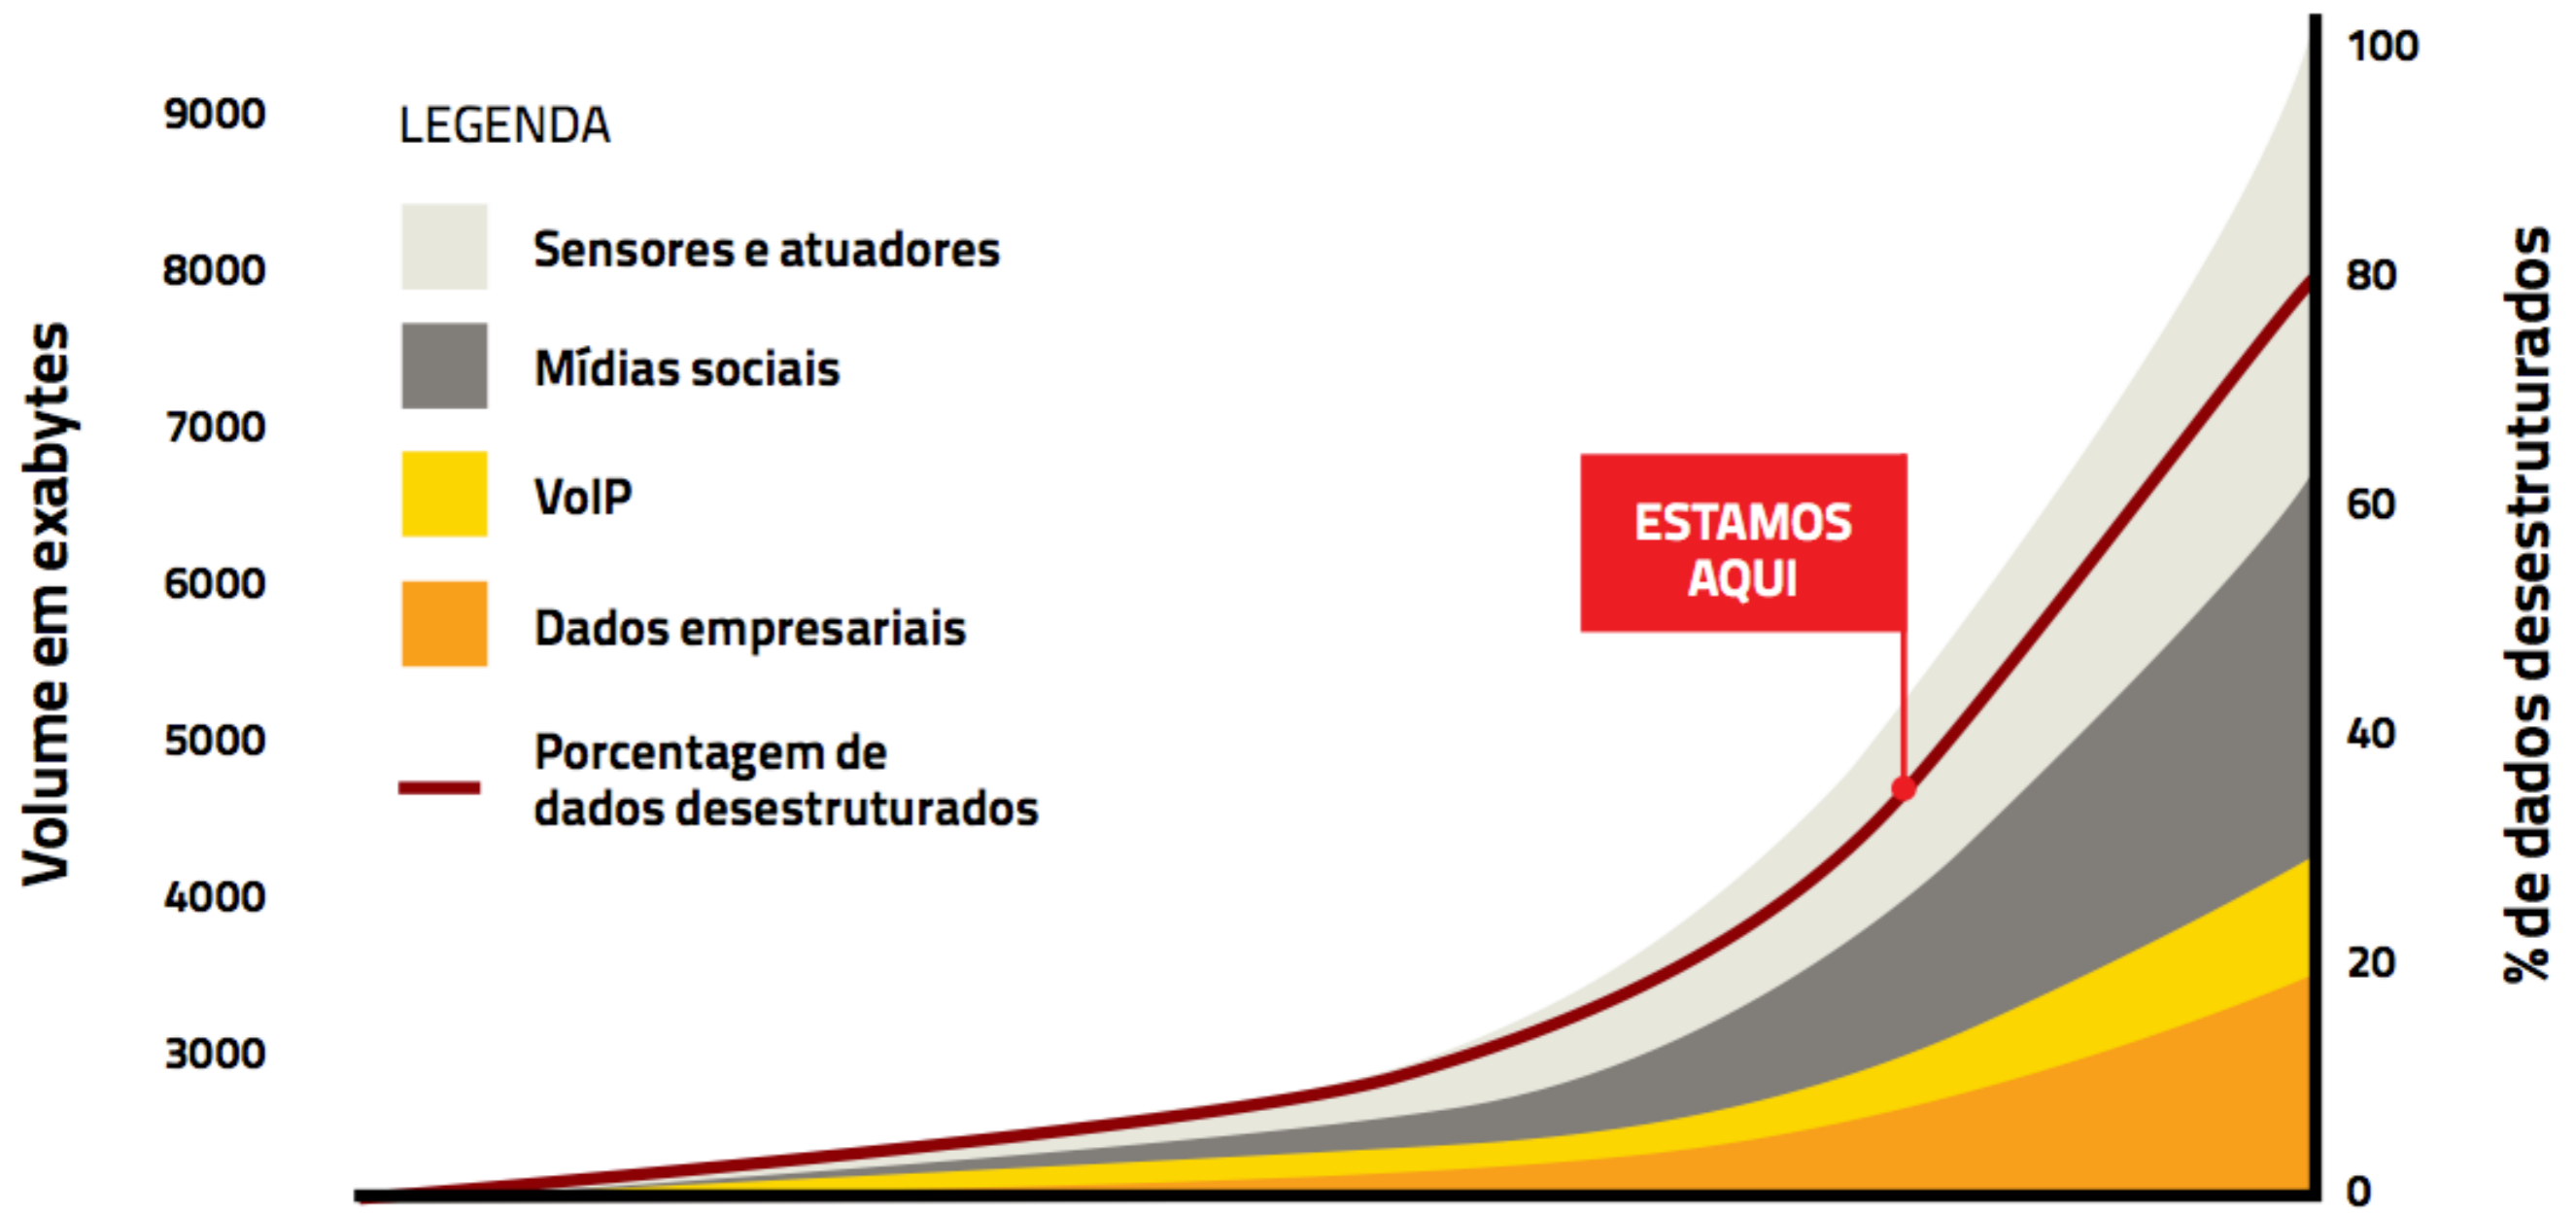 Volume em exabytes
9000
8000
7000
6000
5000
4000
3000
LEGENDA
Sensores e atuadores
Mídias sociais
VoIP
Dados empresariais
Porcentagem de
dados desestruturados
ESTAMOS
AQUI
100
80
60
40
20
0
% de dados desestruturados